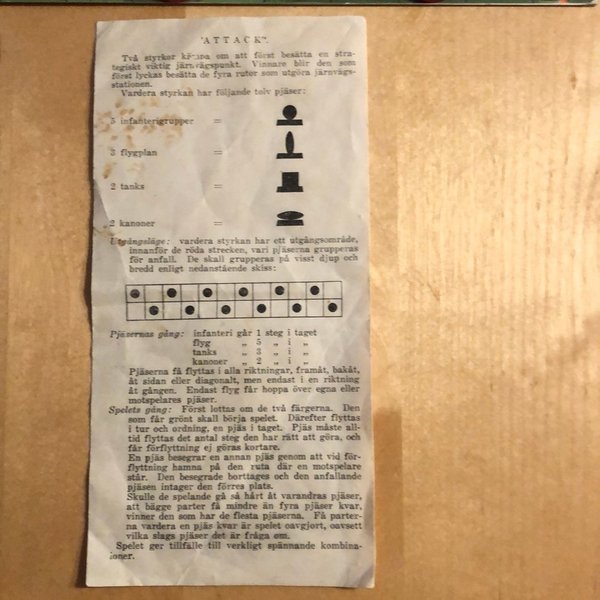 "ATTACK".
Två styrkor kämpa om att först besätta en stra-
tegiskt viktig järnvägspunkt. Vinnare blir den som
först lyckas besätta de fyra rutor som utgöra järnvägs-
stationen.
Vardera styrkan har följande tolv pjäser:
5 infanterigrupper =
3 flygplan =
2 tanks =
2 kanoner =
Utgångsläge: vardera styrkan har ett utgångsområde,
innanför de röda strecken, vari pjäserna grupperas
för anfall. De skall grupperas på visst djup och
bredd enligt nedanstående skiss:
Pjäsernas gång: infanteri går 1 steg i taget
flyg „ 5 „ i „
tanks „ 3 „ i „
kanoner „ 2 „ i „
Pjäserna få flyttas i alla riktningar, framåt, bakåt,
åt sidan eller diagonalt, men endast i en riktning
åt gången. Endast flyg får hoppa över egna eller
motspelares pjäser.
Spelets gång: Först lottas om de två färgerna. Den
som får grönt skall börja spelet. Därefter flyttas
i tur och ordning, en pjäs i taget. Pjäs måste all-
tid flyttas det antal steg den har rätt att göra, och
får förflyttning ej göras kortare.
En pjäs besegrar en annan pjäs genom att vid för-
flyttning hamna på den ruta där en motspelare
står. Den besegrade borttages och den anfallande
pjäsen intager den förres plats.
Skulle de spelande gå så hårt åt varandras pjäser,
att bägge parter få mindre än fyra pjäser kvar,
vinner den som har de flesta pjäserna. Få parter-
na vardera en pjäs kvar är spelet oavgjort, oavsett
vilka slags pjäser det är fråga om.
Spelet ger tillfälle till verkligt spännande kombina-
tioner.